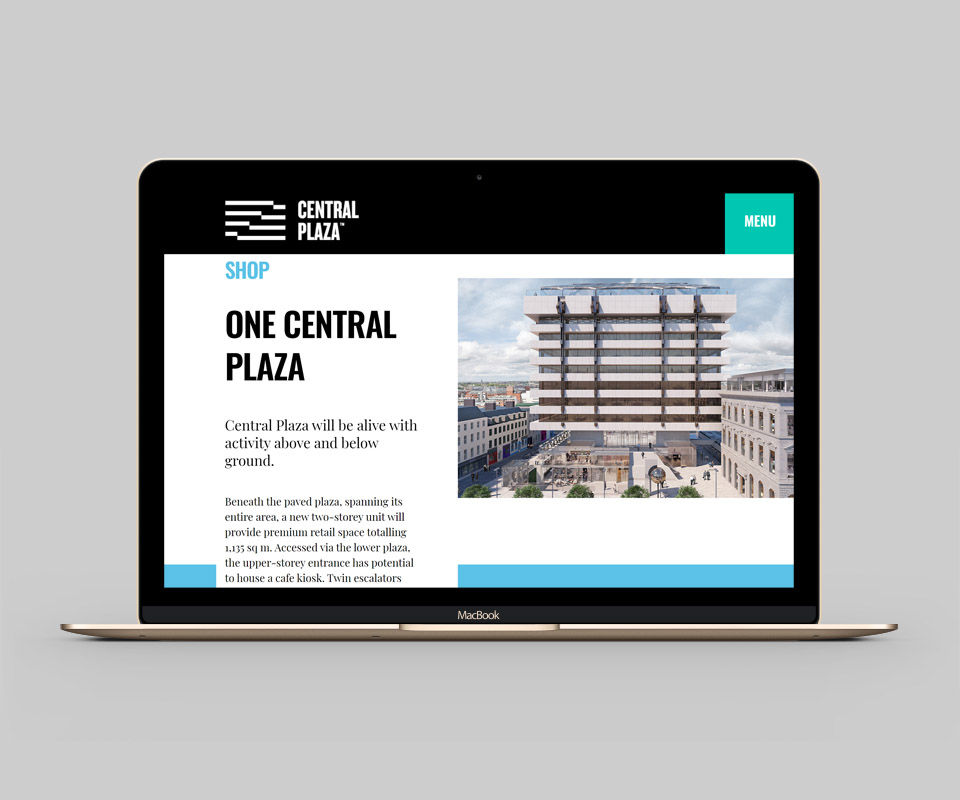 CENTRAL
PLAZA™
MENU
SHOP
ONE CENTRAL
PLAZA
Central Plaza will be alive with
activity above and below
ground.
Beneath the paved plaza, spanning its
entire area, a new two-storey unit will
provide premium retail space totalling
1,135 sq m. Accessed via the lower plaza,
the upper-storey entrance has potential
to house a cafe kiosk. Twin escalators
MacBook